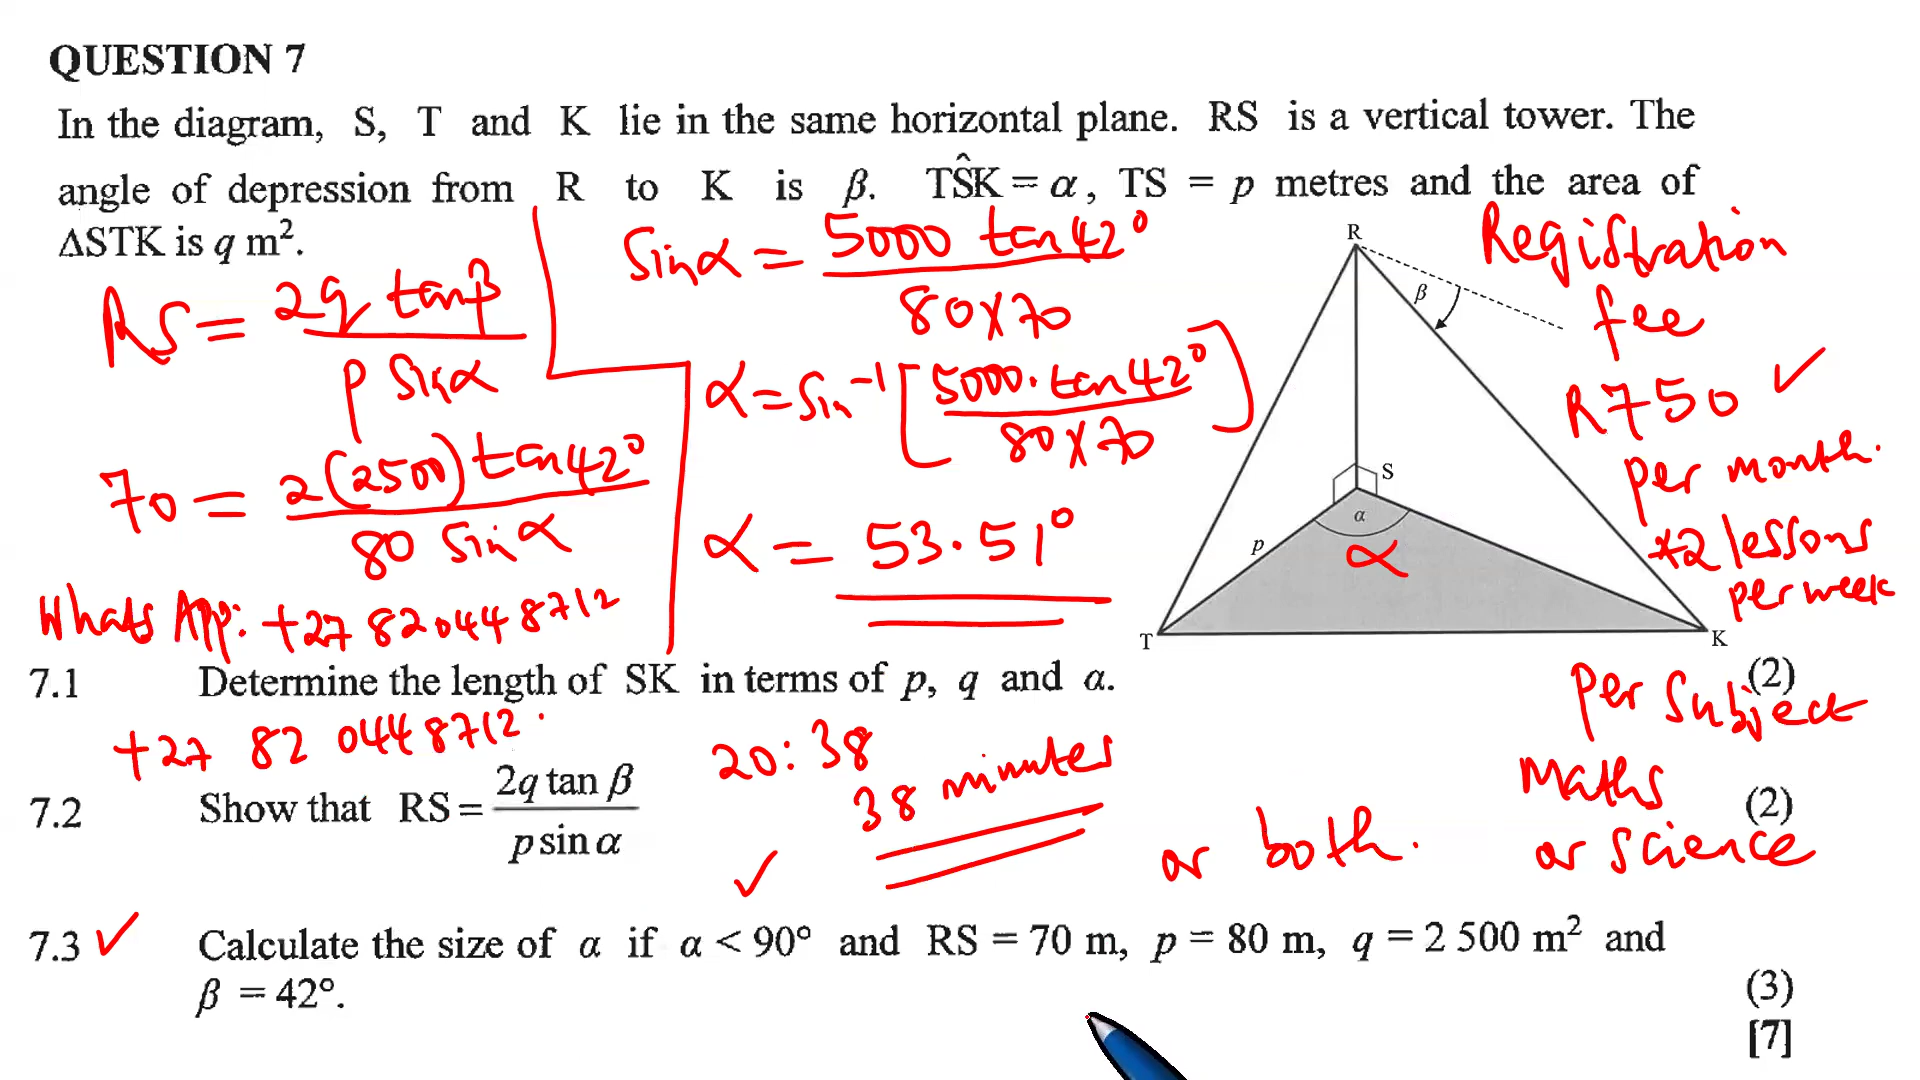 QUESTION 7
In the diagram, S, T and K lie in the same horizontal plane. RS is a vertical tower. The
angle of depression from R to K is β. TŜK = α, TS = p metres and the area of
ΔSTK is q m².
RS = 2q tanβ / p sinα
70 = 2(2500) tan42° / 80 sinα
WhatsApp: +27 82 044 8712
sinα = 5000 tan42° / 80×70
α = sin⁻¹[5000.tan42° / 80×70]
α = 53.51°
R
β
S
α
α
p
T
K
Registration
fee
R750 ✓
per month.
*2 lessons
per week
per subject
Maths
or science
or both.
7.1 Determine the length of SK in terms of p, q and α. (2)
+27 82 044 8712.
20:38
38 minutes
7.2 Show that RS = 2q tan β / p sin α (2)
✓
7.3 ✓ Calculate the size of α if α < 90° and RS = 70 m, p = 80 m, q = 2 500 m² and
β = 42°. (3)
[7]